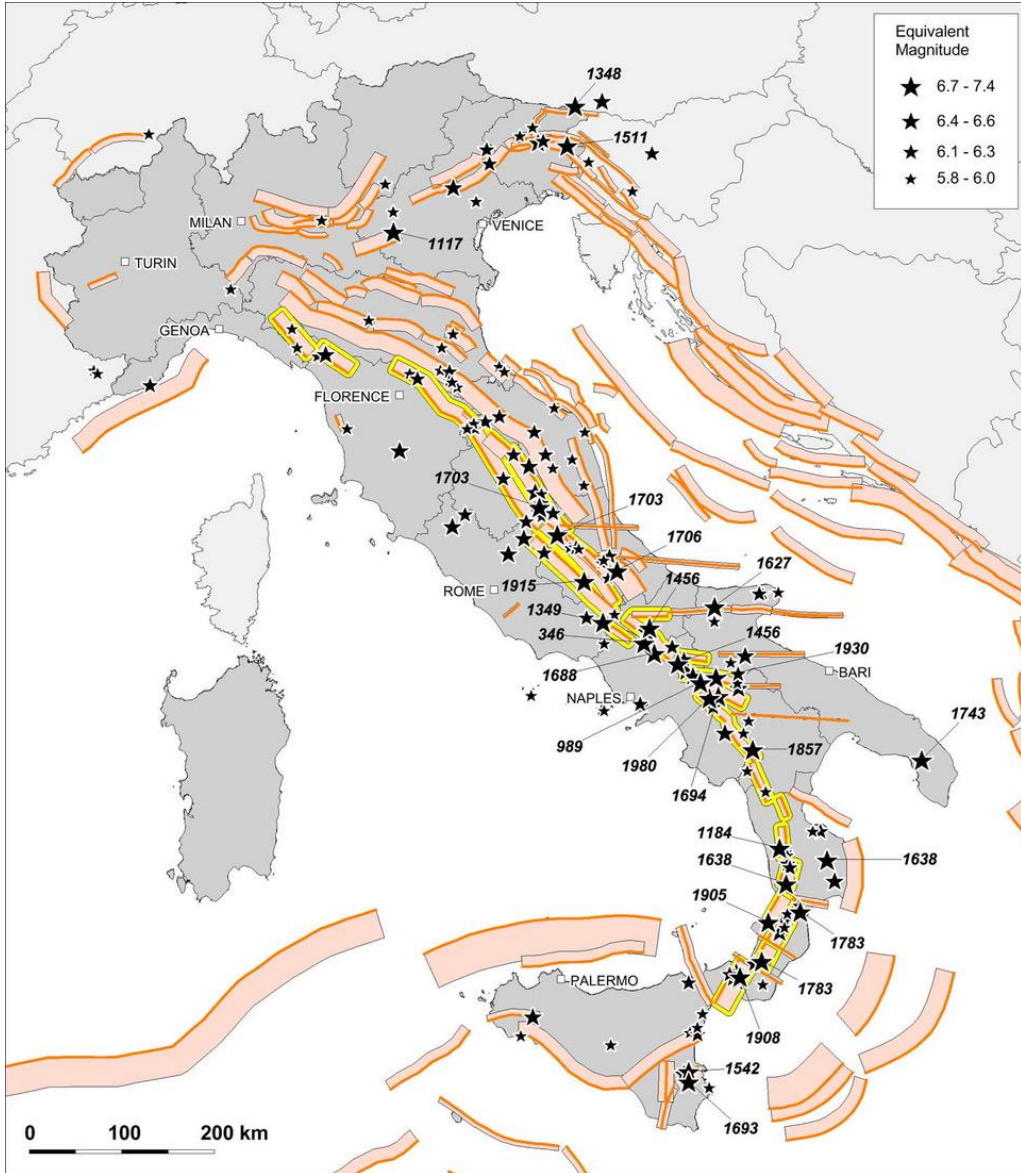 Equivalent
Magnitude
6.7 - 7.4
6.4 - 6.6
6.1 - 6.3
5.8 - 6.0
1348
1511
MILAN
VENICE
1117
TURIN
GENOA
FLORENCE
1703
1703
1706
1915
1456
1627
ROME
1349
346
1456
1930
1688
BARI
NAPLES
989
1743
1980
1857
1694
1184
1638
1638
1905
1783
PALERMO
1783
1908
1542
1693
0 100 200 km